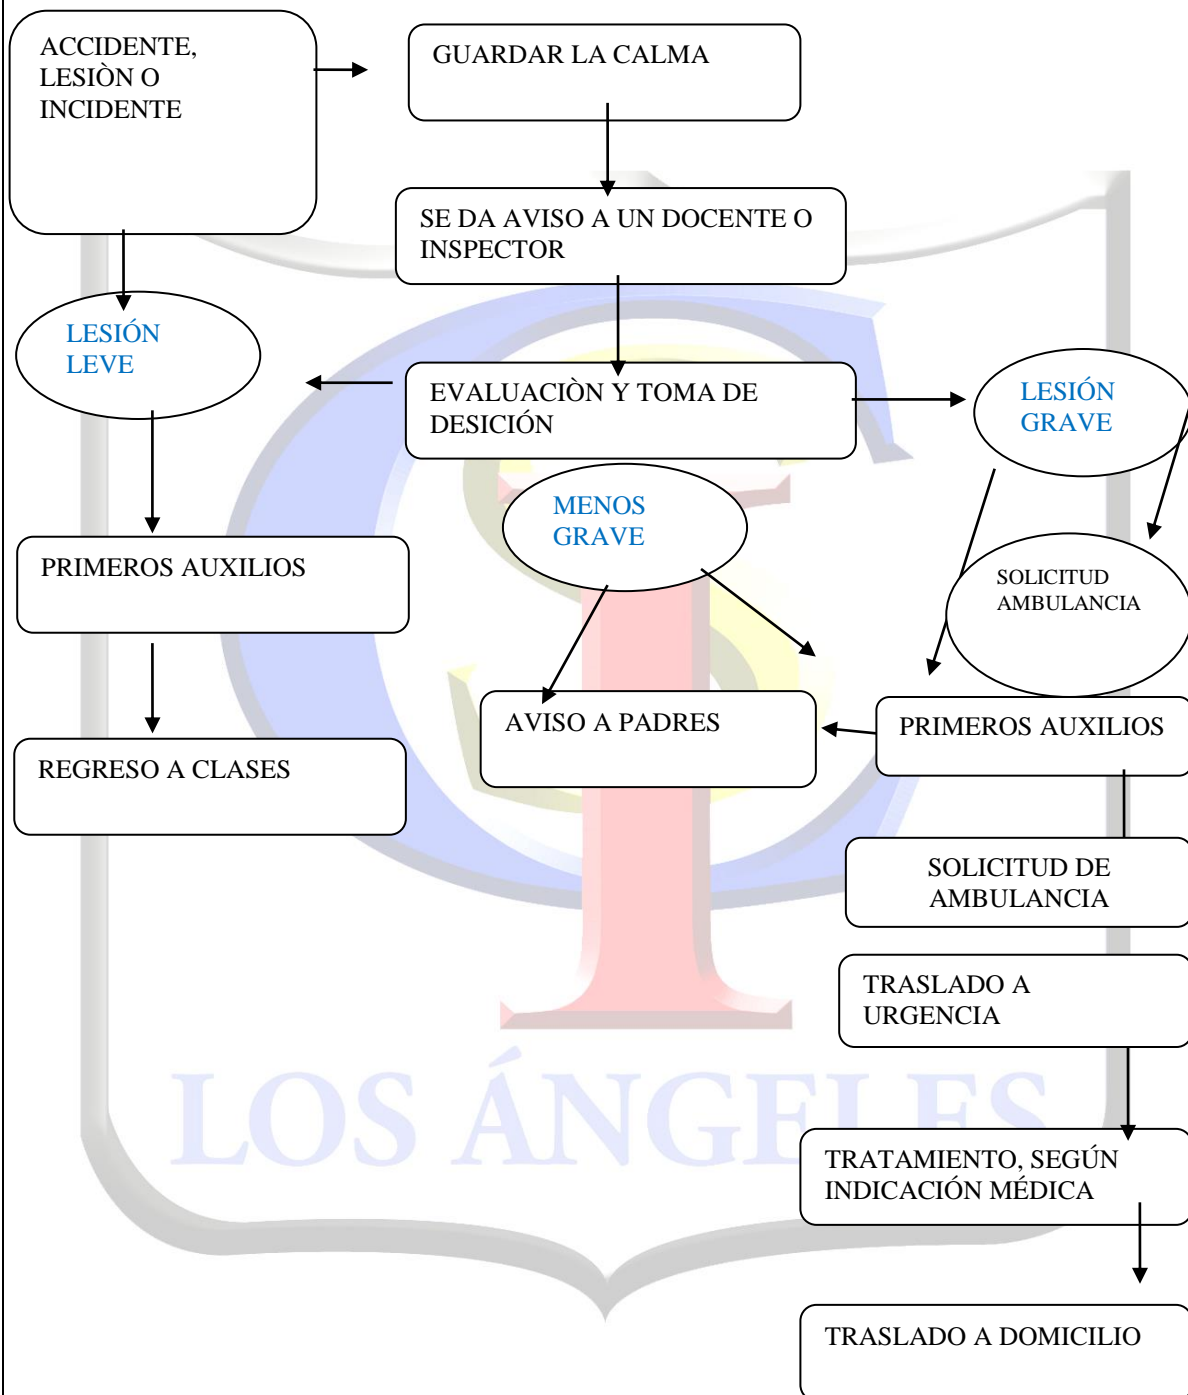 ACCIDENTE,
LESIÒN O
INCIDENTE
GUARDAR LA CALMA
SE DA AVISO A UN DOCENTE O
INSPECTOR
LESIÓN
LEVE
EVALUACIÒN Y TOMA DE
DESICIÓN
LESIÓN
GRAVE
MENOS
GRAVE
PRIMEROS AUXILIOS
SOLICITUD
AMBULANCIA
AVISO A PADRES
PRIMEROS AUXILIOS
REGRESO A CLASES
SOLICITUD DE
AMBULANCIA
TRASLADO A
URGENCIA
LOS ÁNGELES
TRATAMIENTO, SEGÚN
INDICACIÓN MÉDICA
TRASLADO A DOMICILIO